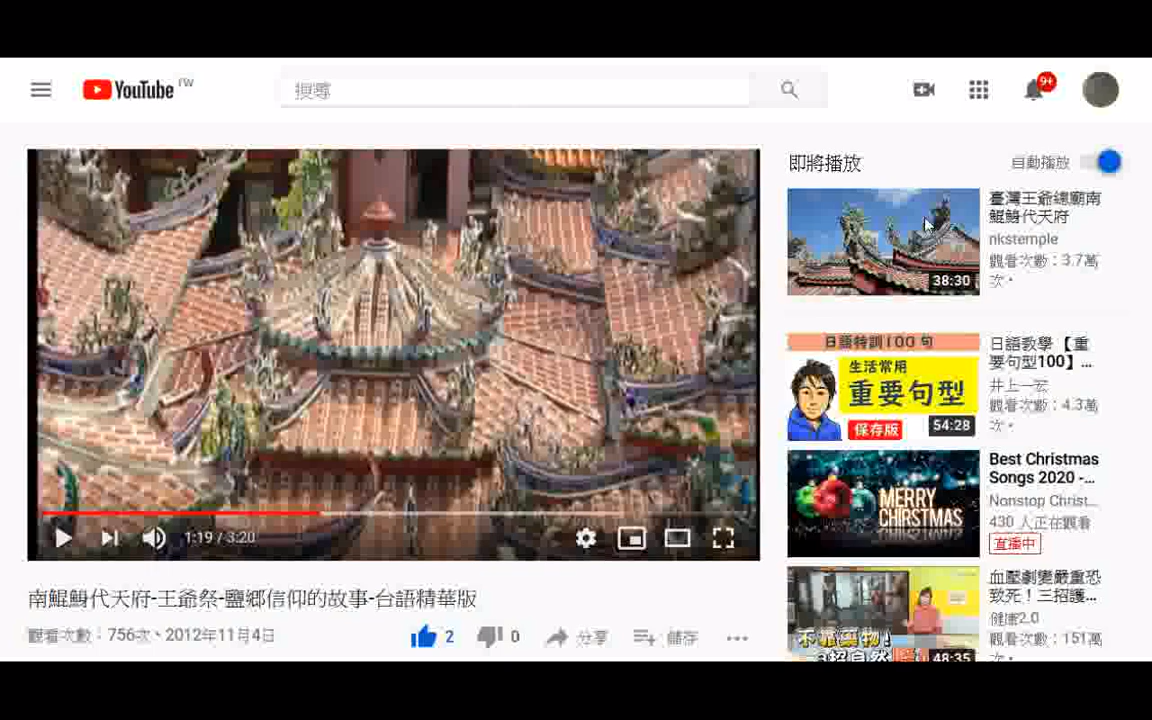 YouTube TW
搜尋
9+
1:19 / 3:20
南鯤鯓代天府-王爺祭-鹽鄉信仰的故事-台語精華版
觀看次數：756次、2012年11月4日
2
0
分享
儲存
即將播放
自動播放
38:30
臺灣王爺總廟南
鯤鯓代天府
nkstemple
觀看次數：3.7萬
次・
日語特訓100句
生活常用
重要句型
保存版
54:28
日語教學【重
要句型100】...
井上一宏
觀看次數：4.3萬
次・
MERRY
CHIRSTMAS
Best Christmas
Songs 2020 -...
Nonstop Christ...
430 人正在觀看
直播中
不靠藥物!
48:35
血壓劇變嚴重恐
致死！三招護...
健康2.0
觀看次數：151萬
次・